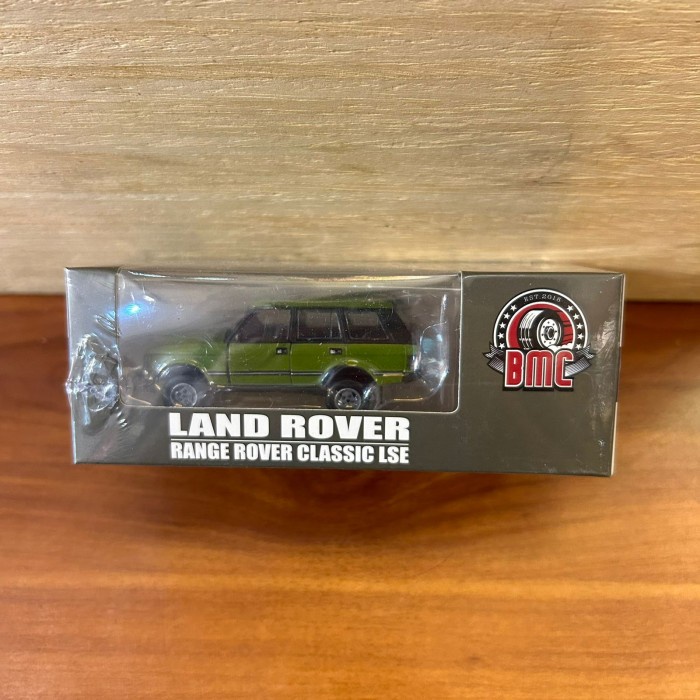 EST.2018
BMC
LAND ROVER
RANGE ROVER CLASSIC LSE